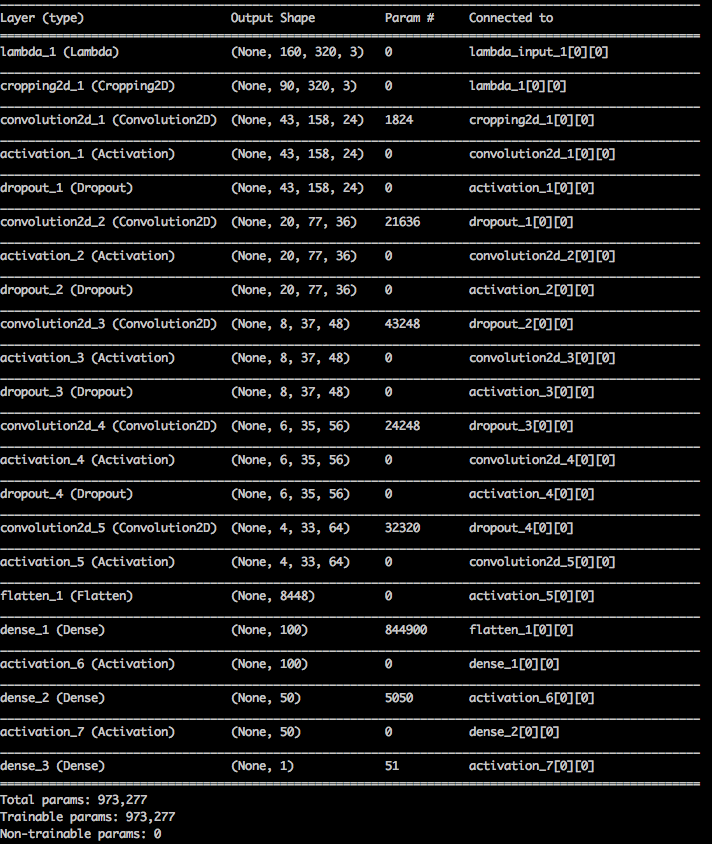 Layer (type) Output Shape Param # Connected to
lambda_1 (Lambda) (None, 160, 320, 3) 0 lambda_input_1[0][0]
cropping2d_1 (Cropping2D) (None, 90, 320, 3) 0 lambda_1[0][0]
convolution2d_1 (Convolution2D) (None, 43, 158, 24) 1824 cropping2d_1[0][0]
activation_1 (Activation) (None, 43, 158, 24) 0 convolution2d_1[0][0]
dropout_1 (Dropout) (None, 43, 158, 24) 0 activation_1[0][0]
convolution2d_2 (Convolution2D) (None, 20, 77, 36) 21636 dropout_1[0][0]
activation_2 (Activation) (None, 20, 77, 36) 0 convolution2d_2[0][0]
dropout_2 (Dropout) (None, 20, 77, 36) 0 activation_2[0][0]
convolution2d_3 (Convolution2D) (None, 8, 37, 48) 43248 dropout_2[0][0]
activation_3 (Activation) (None, 8, 37, 48) 0 convolution2d_3[0][0]
dropout_3 (Dropout) (None, 8, 37, 48) 0 activation_3[0][0]
convolution2d_4 (Convolution2D) (None, 6, 35, 56) 24248 dropout_3[0][0]
activation_4 (Activation) (None, 6, 35, 56) 0 convolution2d_4[0][0]
dropout_4 (Dropout) (None, 6, 35, 56) 0 activation_4[0][0]
convolution2d_5 (Convolution2D) (None, 4, 33, 64) 32320 dropout_4[0][0]
activation_5 (Activation) (None, 4, 33, 64) 0 convolution2d_5[0][0]
flatten_1 (Flatten) (None, 8448) 0 activation_5[0][0]
dense_1 (Dense) (None, 100) 844900 flatten_1[0][0]
activation_6 (Activation) (None, 100) 0 dense_1[0][0]
dense_2 (Dense) (None, 50) 5050 activation_6[0][0]
activation_7 (Activation) (None, 50) 0 dense_2[0][0]
dense_3 (Dense) (None, 1) 51 activation_7[0][0]
Total params: 973,277
Trainable params: 973,277
Non-trainable params: 0